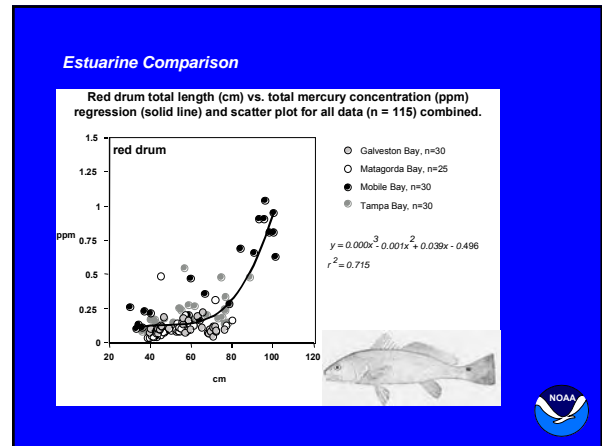 Estuarine Comparison
Red drum total length (cm) vs. total mercury concentration (ppm)
regression (solid line) and scatter plot for all data (n = 115) combined.
1.5
1.25
1
0.75
0.5
0.25
0
ppm
red drum
20
40
60
80
100
120
cm
Galveston Bay, n=30
Matagorda Bay, n=25
Mobile Bay, n=30
Tampa Bay, n=30
y = 0.000x³ - 0.001x² + 0.039x - 0.496
r² = 0.715
NOAA